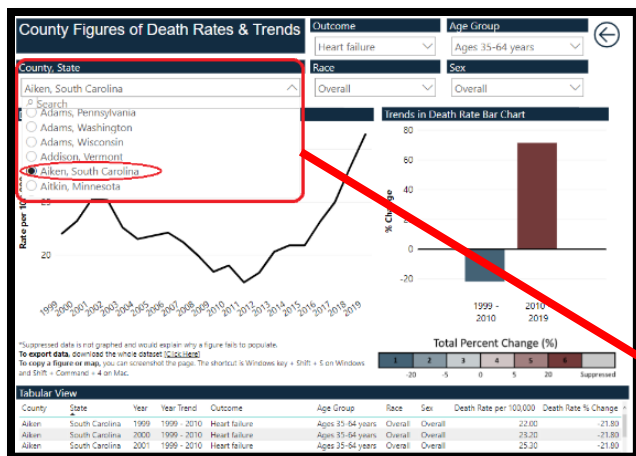 County Figures of Death Rates & Trends
Outcome
Heart failure
Age Group
Ages 35-64 years
County, State
Aiken, South Carolina
Race
Overall
Sex
Overall
Search
Adams, Pennsylvania
Adams, Washington
Adams, Wisconsin
Addison, Vermont
Aiken, South Carolina
Aitkin, Minnesota
Rate per 100
20
1999 2000 2001 2002 2003 2004 2005 2006 2007 2008 2009 2010 2011 2012 2013 2014 2015 2016 2017 2018 2019
Trends in Death Rate Bar Chart
% Change
80
60
40
20
0
-20
1999 - 2010
2010 2019
*Suppressed data is not graphed and would explain why a figure fails to populate.
To export data, download the whole dataset (Click Here)
To copy a figure or map, you can screenshot the page. The shortcut is Windows key + Shift + S on Windows
and Shift + Command + 4 on Mac.
Total Percent Change (%)
1 2 3 4 5 6
-20 -5 0 5 20 Suppressed
Tabular View
County State Year Year Trend Outcome Age Group Race Sex Death Rate per 100,000 Death Rate % Change
Aiken South Carolina 1999 1999 - 2010 Heart failure Ages 35-64 years Overall Overall 22.00 -21.80
Aiken South Carolina 2000 1999 - 2010 Heart failure Ages 35-64 years Overall Overall 23.20 -21.80
Aiken South Carolina 2001 1999 - 2010 Heart failure Ages 35-64 years Overall Overall 25.30 -21.80